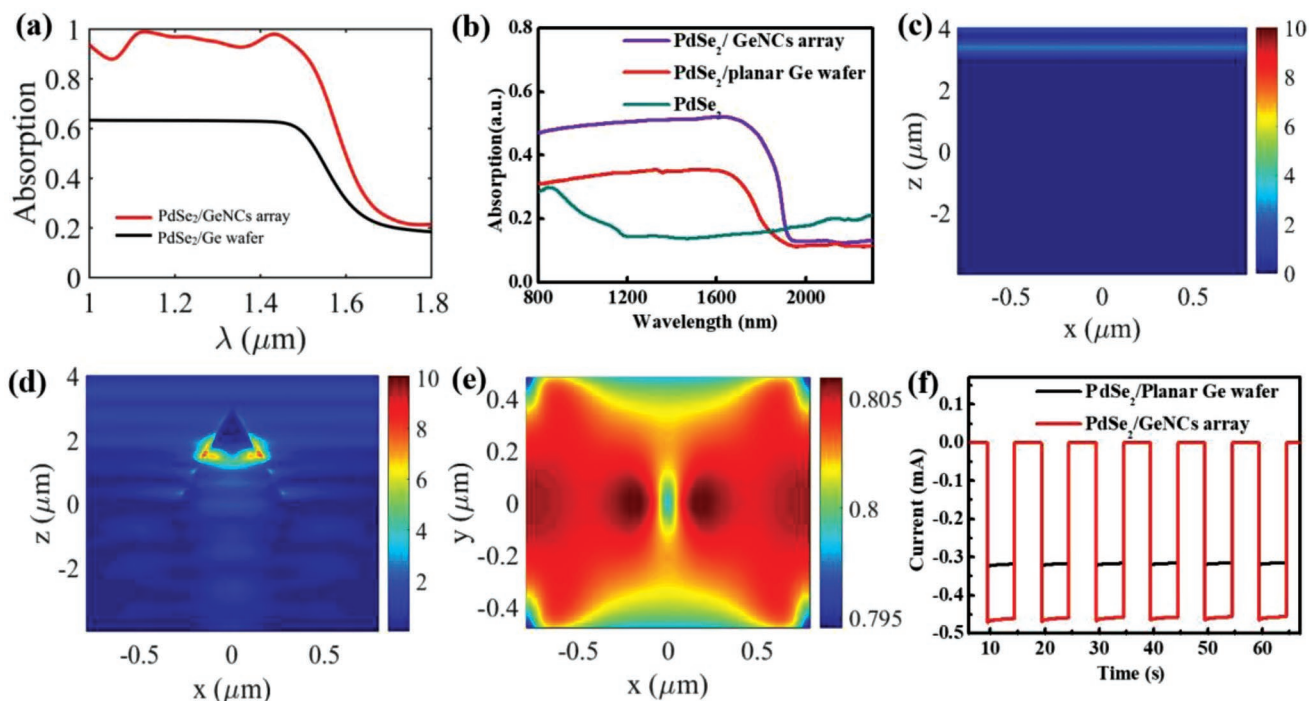 (a)
1
0.8
0.6
0.4
0.2
0
Absorption
PdSe₂/GeNCs array
PdSe₂/Ge wafer
1 1.2 1.4 1.6 1.8
λ (μm)
(b)
0.8
0.6
0.4
0.2
0.0
Absorption(a.u.)
PdSe₂/ GeNCs array
PdSe₂/planar Ge wafer
PdSe₂
800 1200 1600 2000
Wavelength (nm)
(c)
4
2
0
-2
z (μm)
-0.5 0 0.5
x (μm)
10
8
6
4
2
0
(d)
4
2
0
-2
z (μm)
-0.5 0 0.5
x (μm)
10
8
6
4
2
(e)
0.4
0.2
0
-0.2
-0.4
y (μm)
-0.5 0 0.5
x (μm)
0.805
0.8
0.795
(f)
0.1
0.0
-0.1
-0.2
-0.3
-0.4
-0.5
Current (mA)
PdSe₂/Planar Ge wafer
PdSe₂/GeNCs array
10 20 30 40 50 60
Time (s)